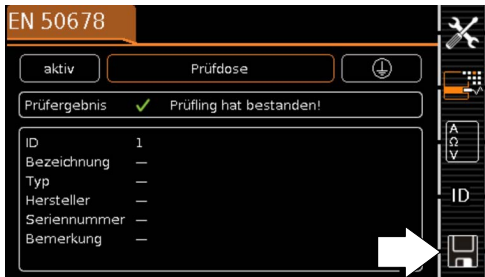 EN 50678
aktiv
Prüfdose
Prüfergebnis ✓ Prüfling hat bestanden!
ID 1
Bezeichnung —
Typ —
Hersteller —
Seriennummer —
Bemerkung —
A
Ω
V
ID